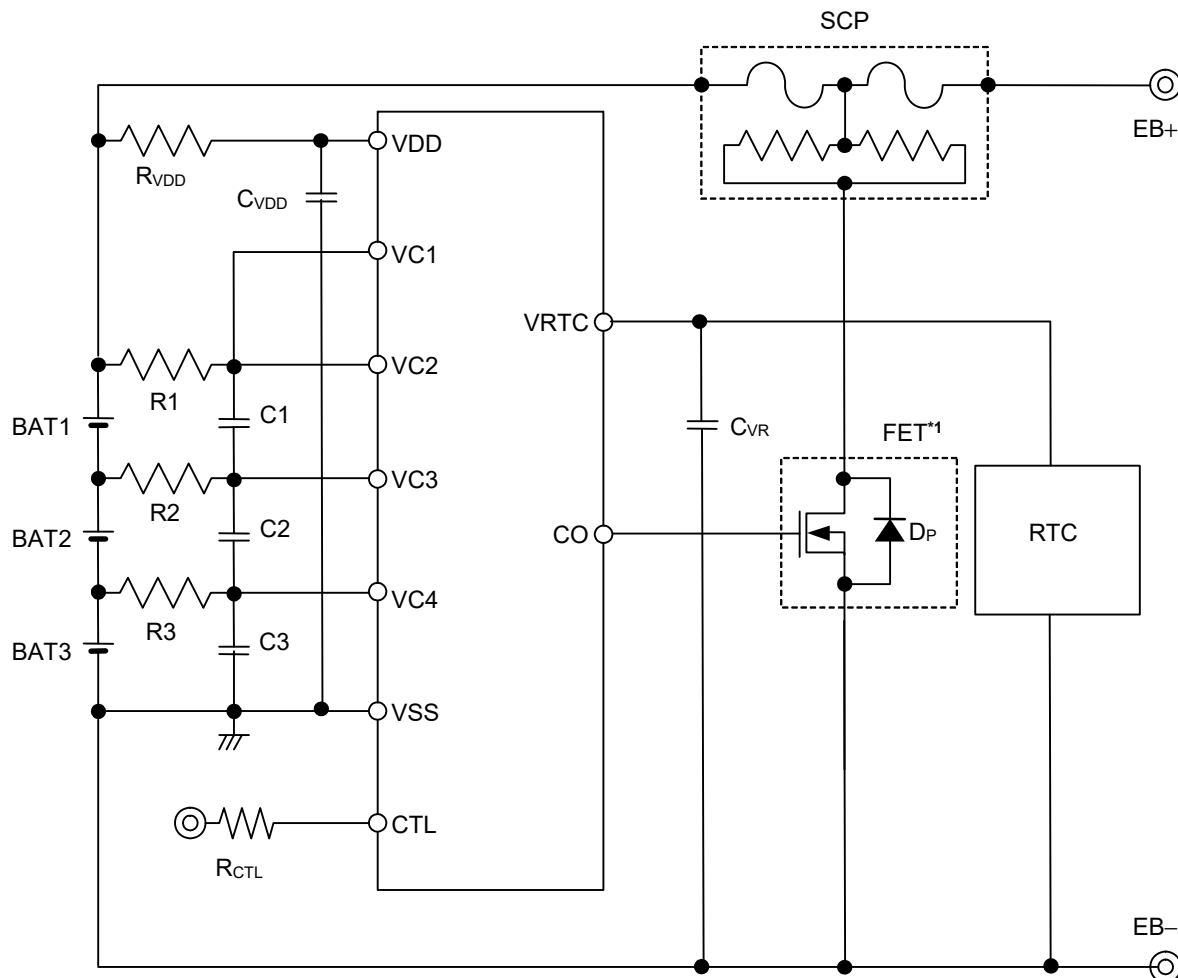 SCP
EB+
VDD
RVDD
CVDD
VC1
VRTC
VC2
R1
C1
BAT1
CVR
FET*1
VC3
R2
C2
BAT2
CO
DP
RTC
VC4
R3
C3
BAT3
VSS
CTL
RCTL
EB−